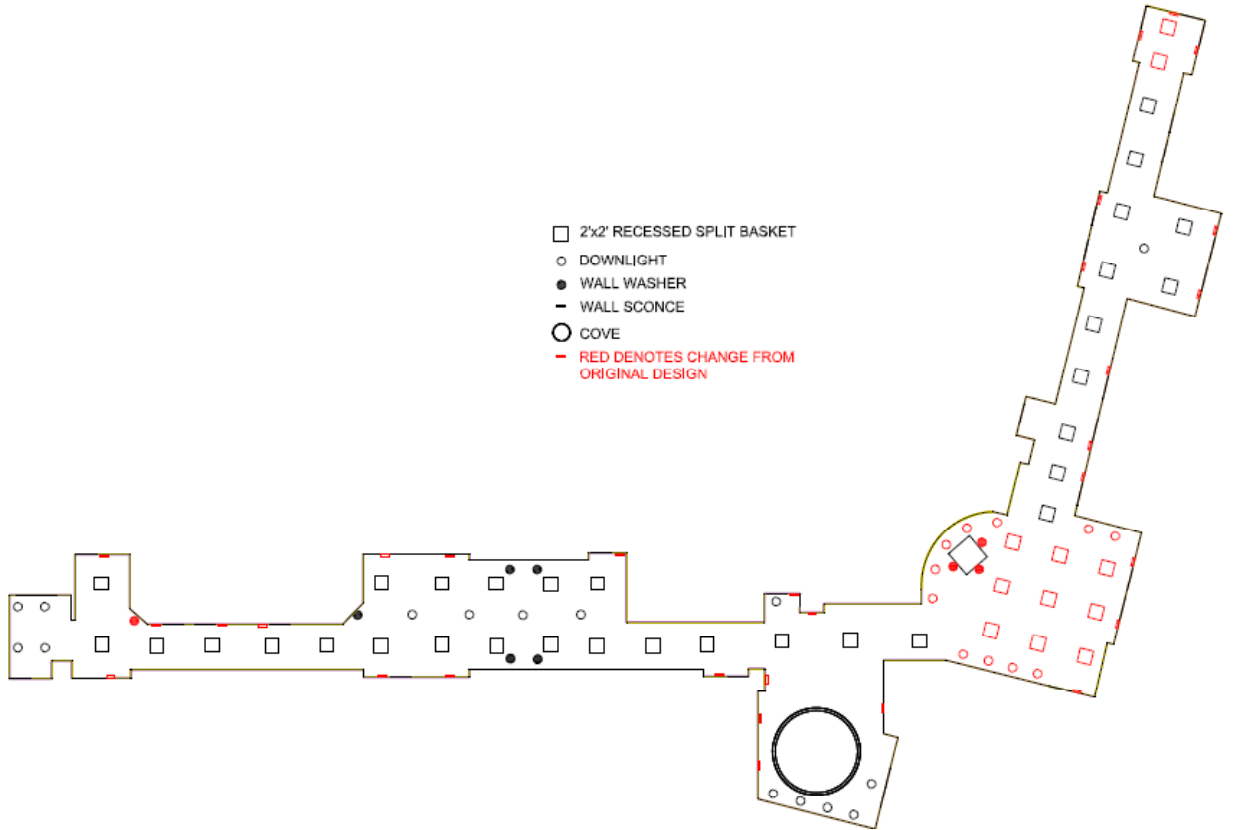 2'x2' RECESSED SPLIT BASKET
DOWNLIGHT
WALL WASHER
WALL SCONCE
COVE
RED DENOTES CHANGE FROM
ORIGINAL DESIGN